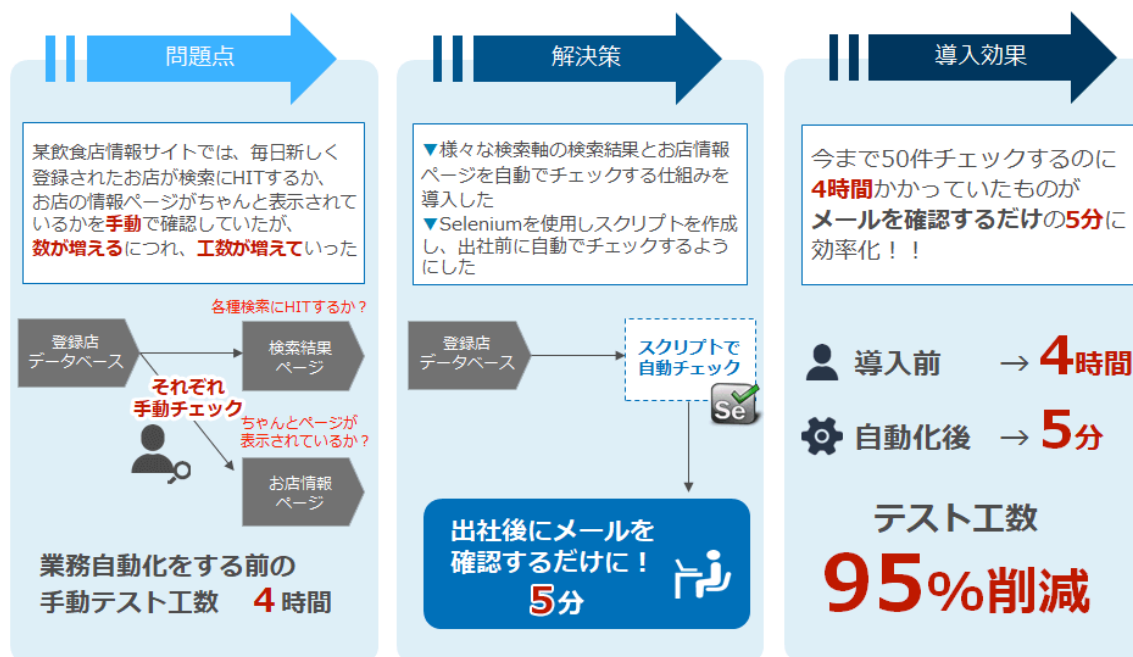 問題点
某飲食店情報サイトでは、毎日新しく
登録されたお店が検索にHITするか、
お店の情報ページがちゃんと表示されて
いるかを手動で確認していたが、
数が増えるにつれ、工数が増えていった
各種検索にHITするか？
登録店
データベース
検索結果
ページ
それぞれ
手動チェック
ちゃんとページが
表示されているか？
お店情報
ページ
業務自動化をする前の
手動テスト工数 4時間
解決策
▼様々な検索軸の検索結果とお店情報
ページを自動でチェックする仕組みを
導入した
▼Seleniumを使用しスクリプトを作成
し、出社前に自動でチェックするよう
にした
登録店
データベース
スクリプトで
自動チェック
Se
出社後にメールを
確認するだけに！
5分
導入効果
今まで50件チェックするのに
4時間かかっていたものが
メールを確認するだけの5分に
効率化！！
導入前 → 4時間
自動化後 → 5分
テスト工数
95%削減